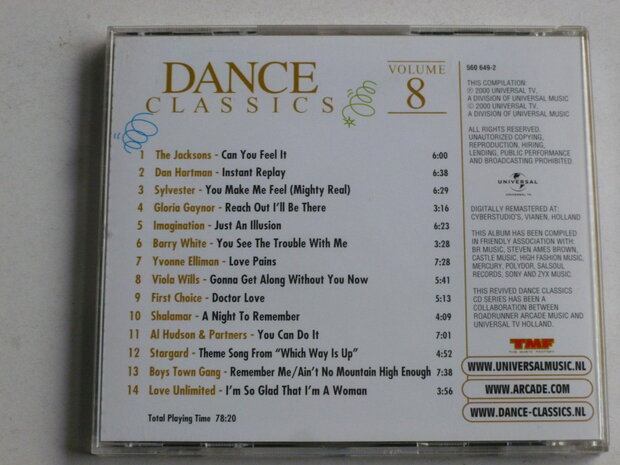 DANCE
CLASSICS
VOLUME
8
1 The Jacksons - Can You Feel It 6:00
2 Dan Hartman - Instant Replay 6:38
3 Sylvester - You Make Me Feel (Mighty Real) 6:29
4 Gloria Gaynor - Reach Out I'll Be There 3:16
5 Imagination - Just An Illusion 6:23
6 Barry White - You See The Trouble With Me 3:28
7 Yvonne Elliman - Love Pains 7:28
8 Viola Wills - Gonna Get Along Without You Now 5:41
9 First Choice - Doctor Love 5:13
10 Shalamar - A Night To Remember 4:09
11 Al Hudson & Partners - You Can Do It 7:01
12 Stargard - Theme Song From "Which Way Is Up" 4:52
13 Boys Town Gang - Remember Me/Ain't No Mountain High Enough 7:38
14 Love Unlimited - I'm So Glad That I'm A Woman 3:56
Total Playing Time 78:20
560 649-2
THIS COMPILATION:
℗ 2000 UNIVERSAL TV,
A DIVISION OF UNIVERSAL MUSIC
© 2000 UNIVERSAL TV,
A DIVISION OF UNIVERSAL MUSIC
ALL RIGHTS RESERVED.
UNAUTORIZED COPYING,
REPRODUCTION, HIRING,
LENDING, PUBLIC PERFORMANCE
AND BROADCASTING PROHIBITED.
UNIVERSAL
DIGITALLY REMASTERED AT:
CYBERSTUDIO'S, VIANEN, HOLLAND
THIS ALBUM HAS BEEN COMPILED
IN FRIENDLY ASSOCIATION WITH:
BR MUSIC, STEVEN AMES BROWN,
CASTLE MUSIC, HIGH FASHION MUSIC,
MERCURY, POLYDOR, SALSOUL
RECORDS, SONY AND ZYX MUSIC.
THIS REVIVED DANCE CLASSICS
CD SERIES HAS BEEN A
COLLABORATION BETWEEN
ROADRUNNER ARCADE MUSIC AND
UNIVERSAL TV HOLLAND.
TMF
THE MUSIC FACTORY
WWW.UNIVERSALMUSIC.NL
WWW.ARCADE.COM
WWW.DANCE-CLASSICS.NL